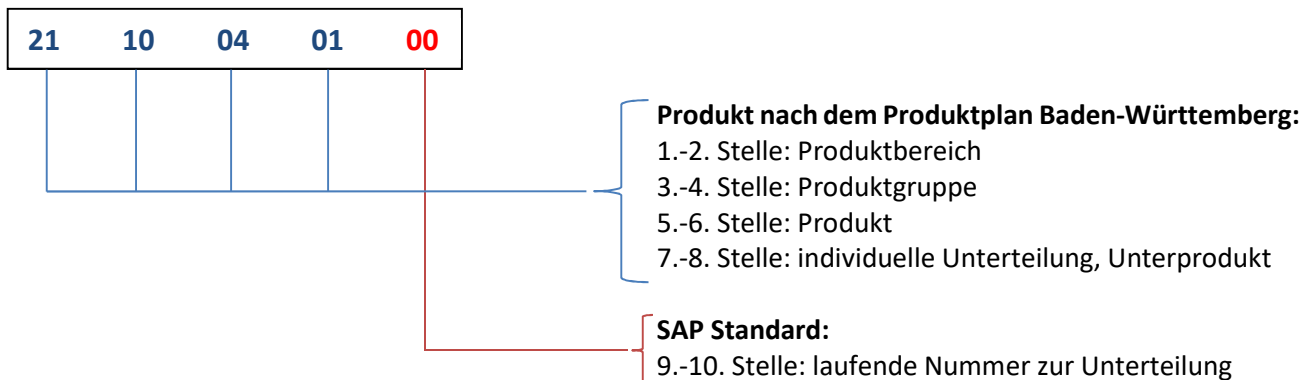 21 10 04 01 00
Produkt nach dem Produktplan Baden-Württemberg:
1.-2. Stelle: Produktbereich
3.-4. Stelle: Produktgruppe
5.-6. Stelle: Produkt
7.-8. Stelle: individuelle Unterteilung, Unterprodukt
SAP Standard:
9.-10. Stelle: laufende Nummer zur Unterteilung